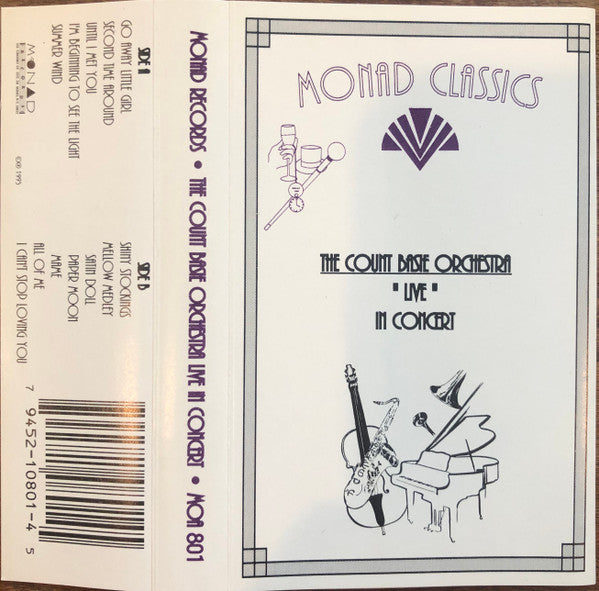 MONAD CLASSICS
THE COUNT BASIE ORCHESTRA
"LIVE"
IN CONCERT
MONAD RECORDS • THE COUNT BASIE ORCHESTRA LIVE IN CONCERT • MOA 801
SIDE A
GO AWAY LITTLE GIRL
SECOND TIME AROUND
UNTIL I MET YOU
I'M BEGINNING TO SEE THE LIGHT
SUMMER WIND
MONAD
©℗ 1993
SIDE B
SHINY STOCKINGS
MELLOW MEDLEY
SATIN DOLL
PAPER MOON
MAME
ALL OF ME
I CAN'T STOP LOVING YOU
7 9452-10801-4 5